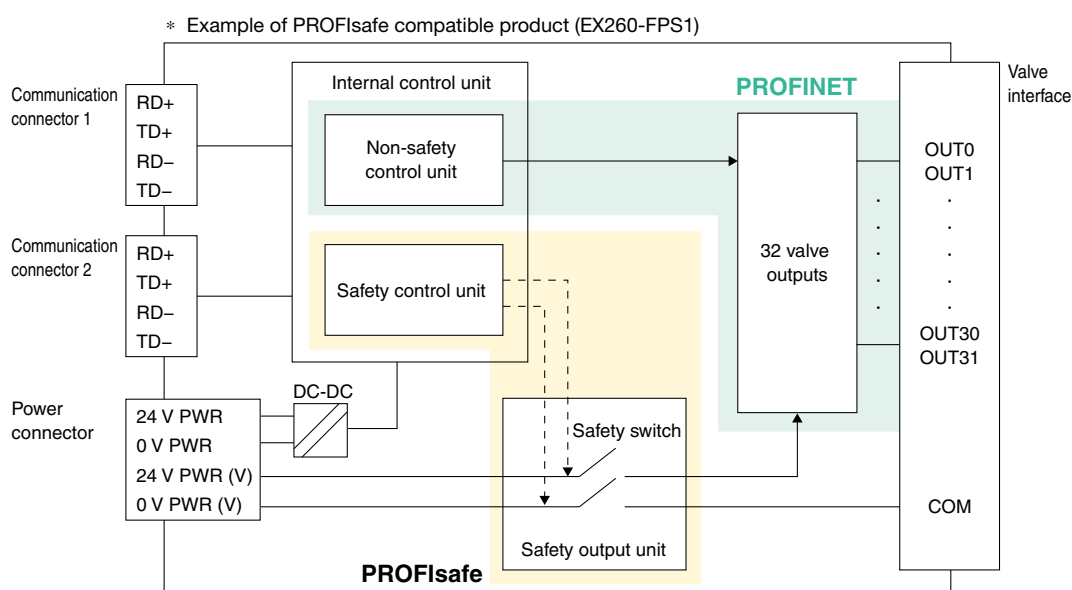 * Example of PROFIsafe compatible product (EX260-FPS1)
Communication
connector 1
RD+
TD+
RD−
TD−
Internal control unit
Non-safety
control unit
PROFINET
Valve
interface
OUT0
OUT1
.
.
.
.
.
OUT30
OUT31
COM
32 valve
outputs
.
.
.
.
.
Communication
connector 2
RD+
TD+
RD−
TD−
Safety control unit
Power
connector
24 V PWR
0 V PWR
24 V PWR (V)
0 V PWR (V)
DC-DC
Safety switch
Safety output unit
PROFIsafe